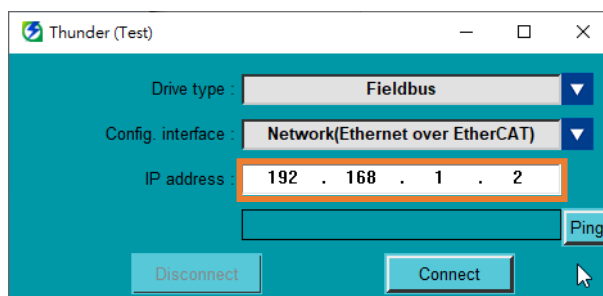 Thunder (Test)
Drive type : Fieldbus
Config. interface : Network(Ethernet over EtherCAT)
IP address : 192 . 168 . 1 . 2
Ping
Disconnect Connect